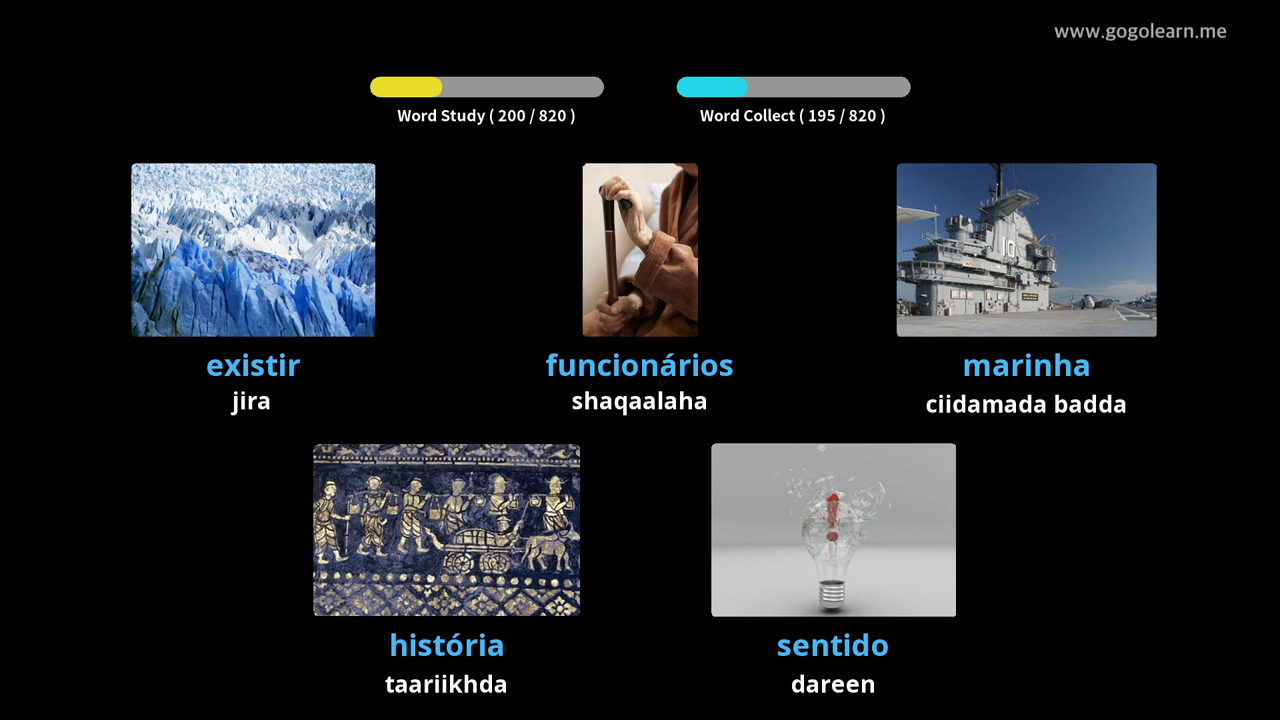 www.gogolearn.me
Word Study ( 200 / 820 )
Word Collect ( 195 / 820 )
existir
jira
funcionários
shaqaalaha
marinha
ciidamada badda
história
taariikhda
sentido
dareen